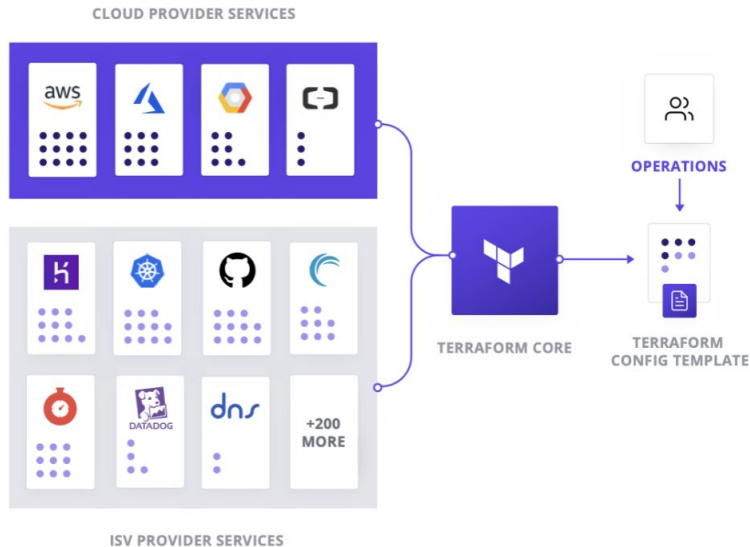 CLOUD PROVIDER SERVICES
aws
OPERATIONS
DATADOG
dns
+200
MORE
TERRAFORM CORE
TERRAFORM
CONFIG TEMPLATE
ISV PROVIDER SERVICES